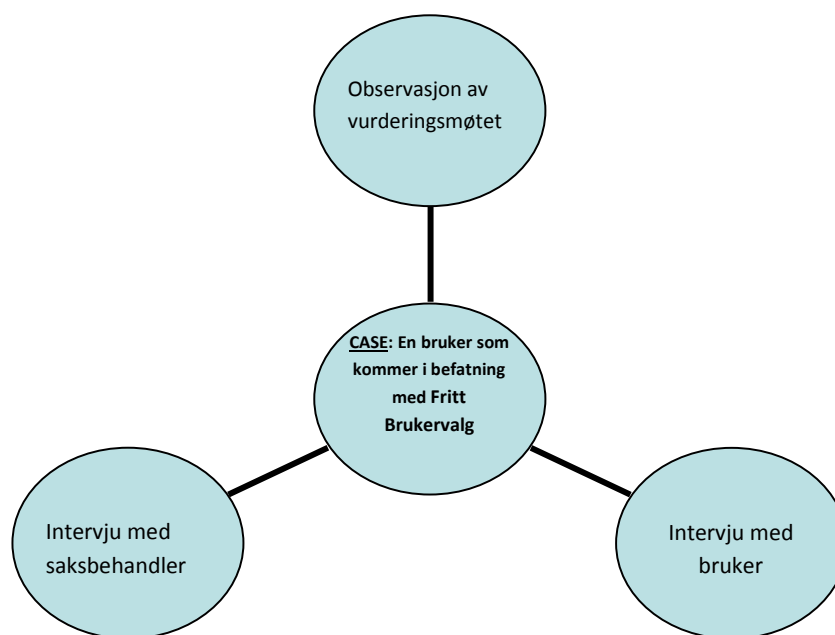 Observasjon av
vurderingsmøtet
CASE: En bruker som
kommer i befatning
med Fritt
Brukervalg
Intervju med
saksbehandler
Intervju med
bruker